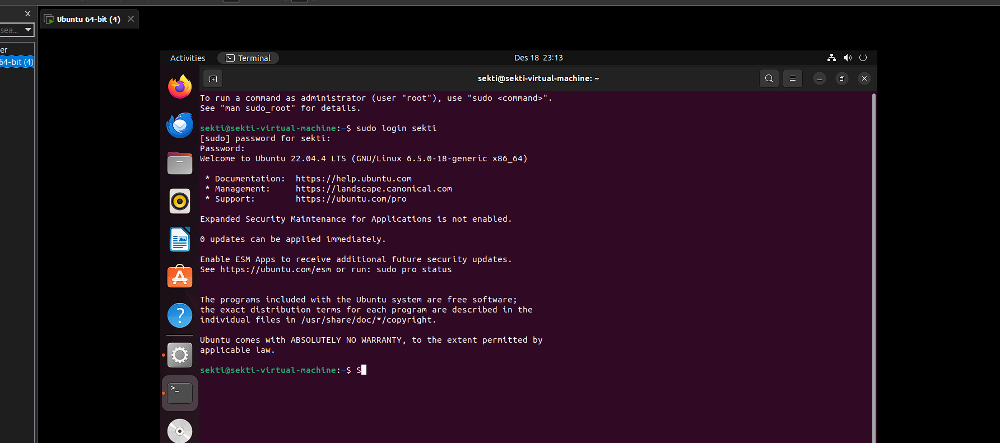 Ubuntu 64-bit (4)
sea...
er
64-bit (4)
Activities
Terminal
Des 18 23:13
sekti@sekti-virtual-machine: ~
To run a command as administrator (user "root"), use "sudo <command>".
See "man sudo_root" for details.
sekti@sekti-virtual-machine:~$ sudo login sekti
[sudo] password for sekti:
Password:
Welcome to Ubuntu 22.04.4 LTS (GNU/Linux 6.5.0-18-generic x86_64)
* Documentation:  https://help.ubuntu.com
* Management:     https://landscape.canonical.com
* Support:        https://ubuntu.com/pro
Expanded Security Maintenance for Applications is not enabled.
0 updates can be applied immediately.
Enable ESM Apps to receive additional future security updates.
See https://ubuntu.com/esm or run: sudo pro status
The programs included with the Ubuntu system are free software;
the exact distribution terms for each program are described in the
individual files in /usr/share/doc/*/copyright.
Ubuntu comes with ABSOLUTELY NO WARRANTY, to the extent permitted by
applicable law.
sekti@sekti-virtual-machine:~$ S